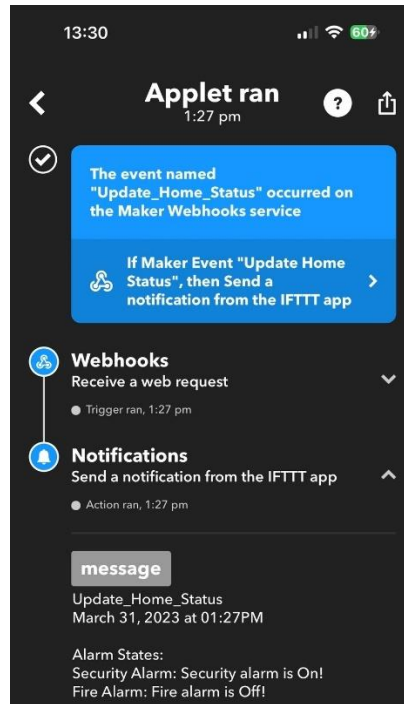 13:30
60
Applet ran
?
1:27 pm
The event named
"Update_Home_Status" occurred on
the Maker Webhooks service
If Maker Event "Update Home
Status", then Send a
notification from the IFTTT app
Webhooks
Receive a web request
Trigger ran, 1:27 pm
Notifications
Send a notification from the IFTTT app
Action ran, 1:27 pm
message
Update_Home_Status
March 31, 2023 at 01:27PM
Alarm States:
Security Alarm: Security alarm is On!
Fire Alarm: Fire alarm is Off!